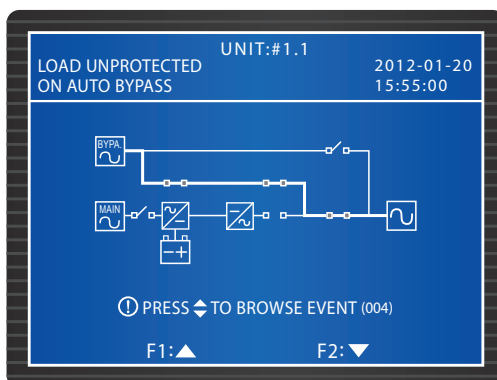 UNIT:#1.1
LOAD UNPROTECTED
ON AUTO BYPASS
2012-01-20
15:55:00
BYPA.
MAIN
PRESS TO BROWSE EVENT (004)
F1:
F2: